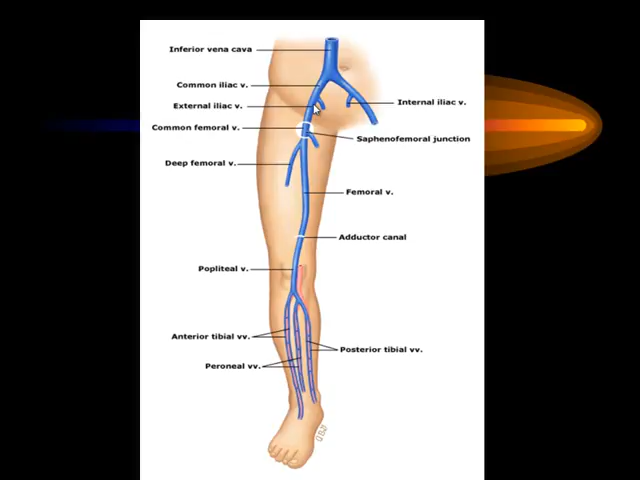 Inferior vena cava
Common iliac v.
External iliac v.
Internal iliac v.
Common femoral v.
Saphenofemoral junction
Deep femoral v.
Femoral v.
Adductor canal
Popliteal v.
Anterior tibial vv.
Posterior tibial vv.
Peroneal vv.